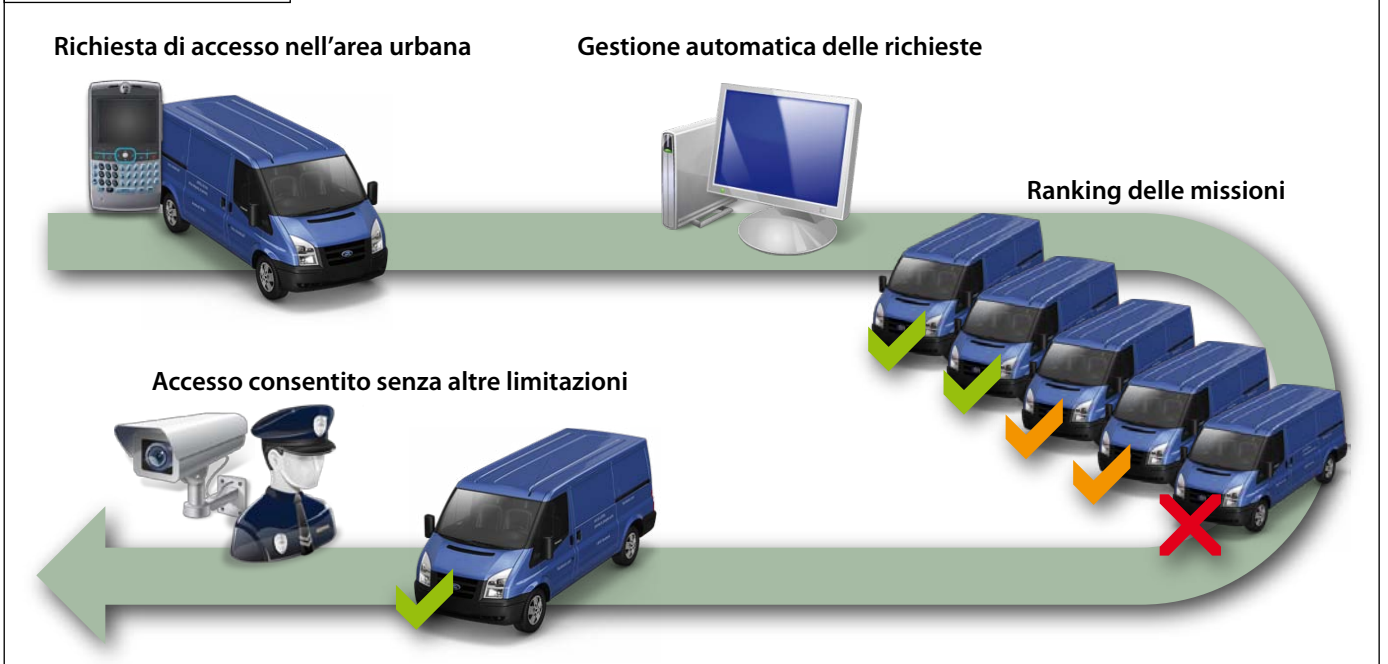 Richiesta di accesso nell’area urbana
Gestione automatica delle richieste
Ranking delle missioni
Accesso consentito senza altre limitazioni